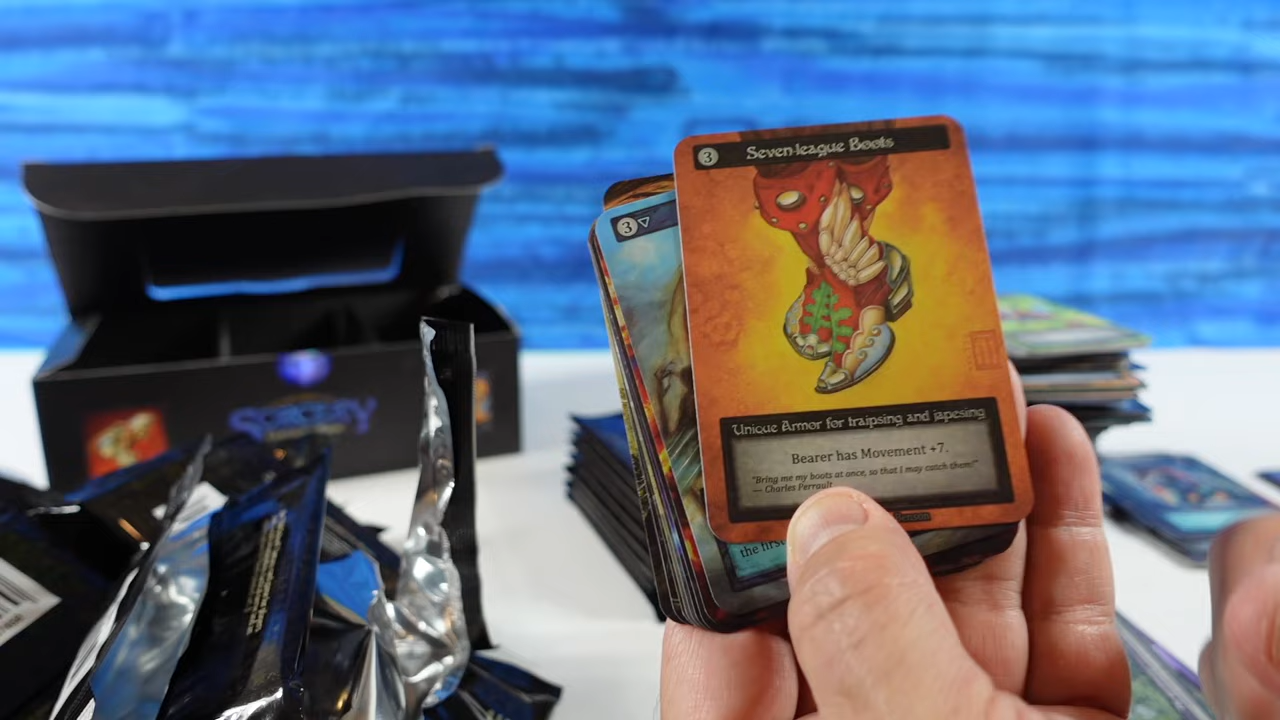 3
Seven-league Boots
3
Unique Armor for traipsing and japesing
Bearer has Movement +7.
"Bring me my boots at once, so that I may catch them!"
— Charles Perrault
the first
Sorcery